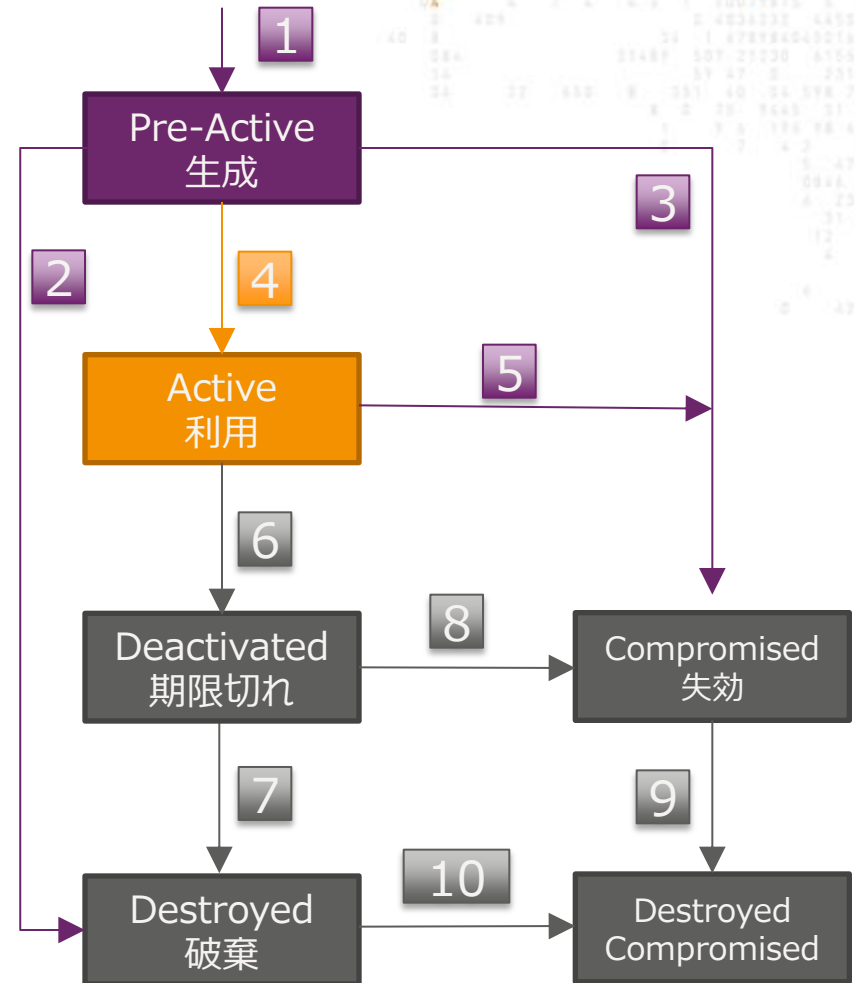 1
Pre-Active
生成
3
2
4
Active
利用
5
6
Deactivated
期限切れ
8
Compromised
失効
7
9
Destroyed
破棄
10
Destroyed
Compromised